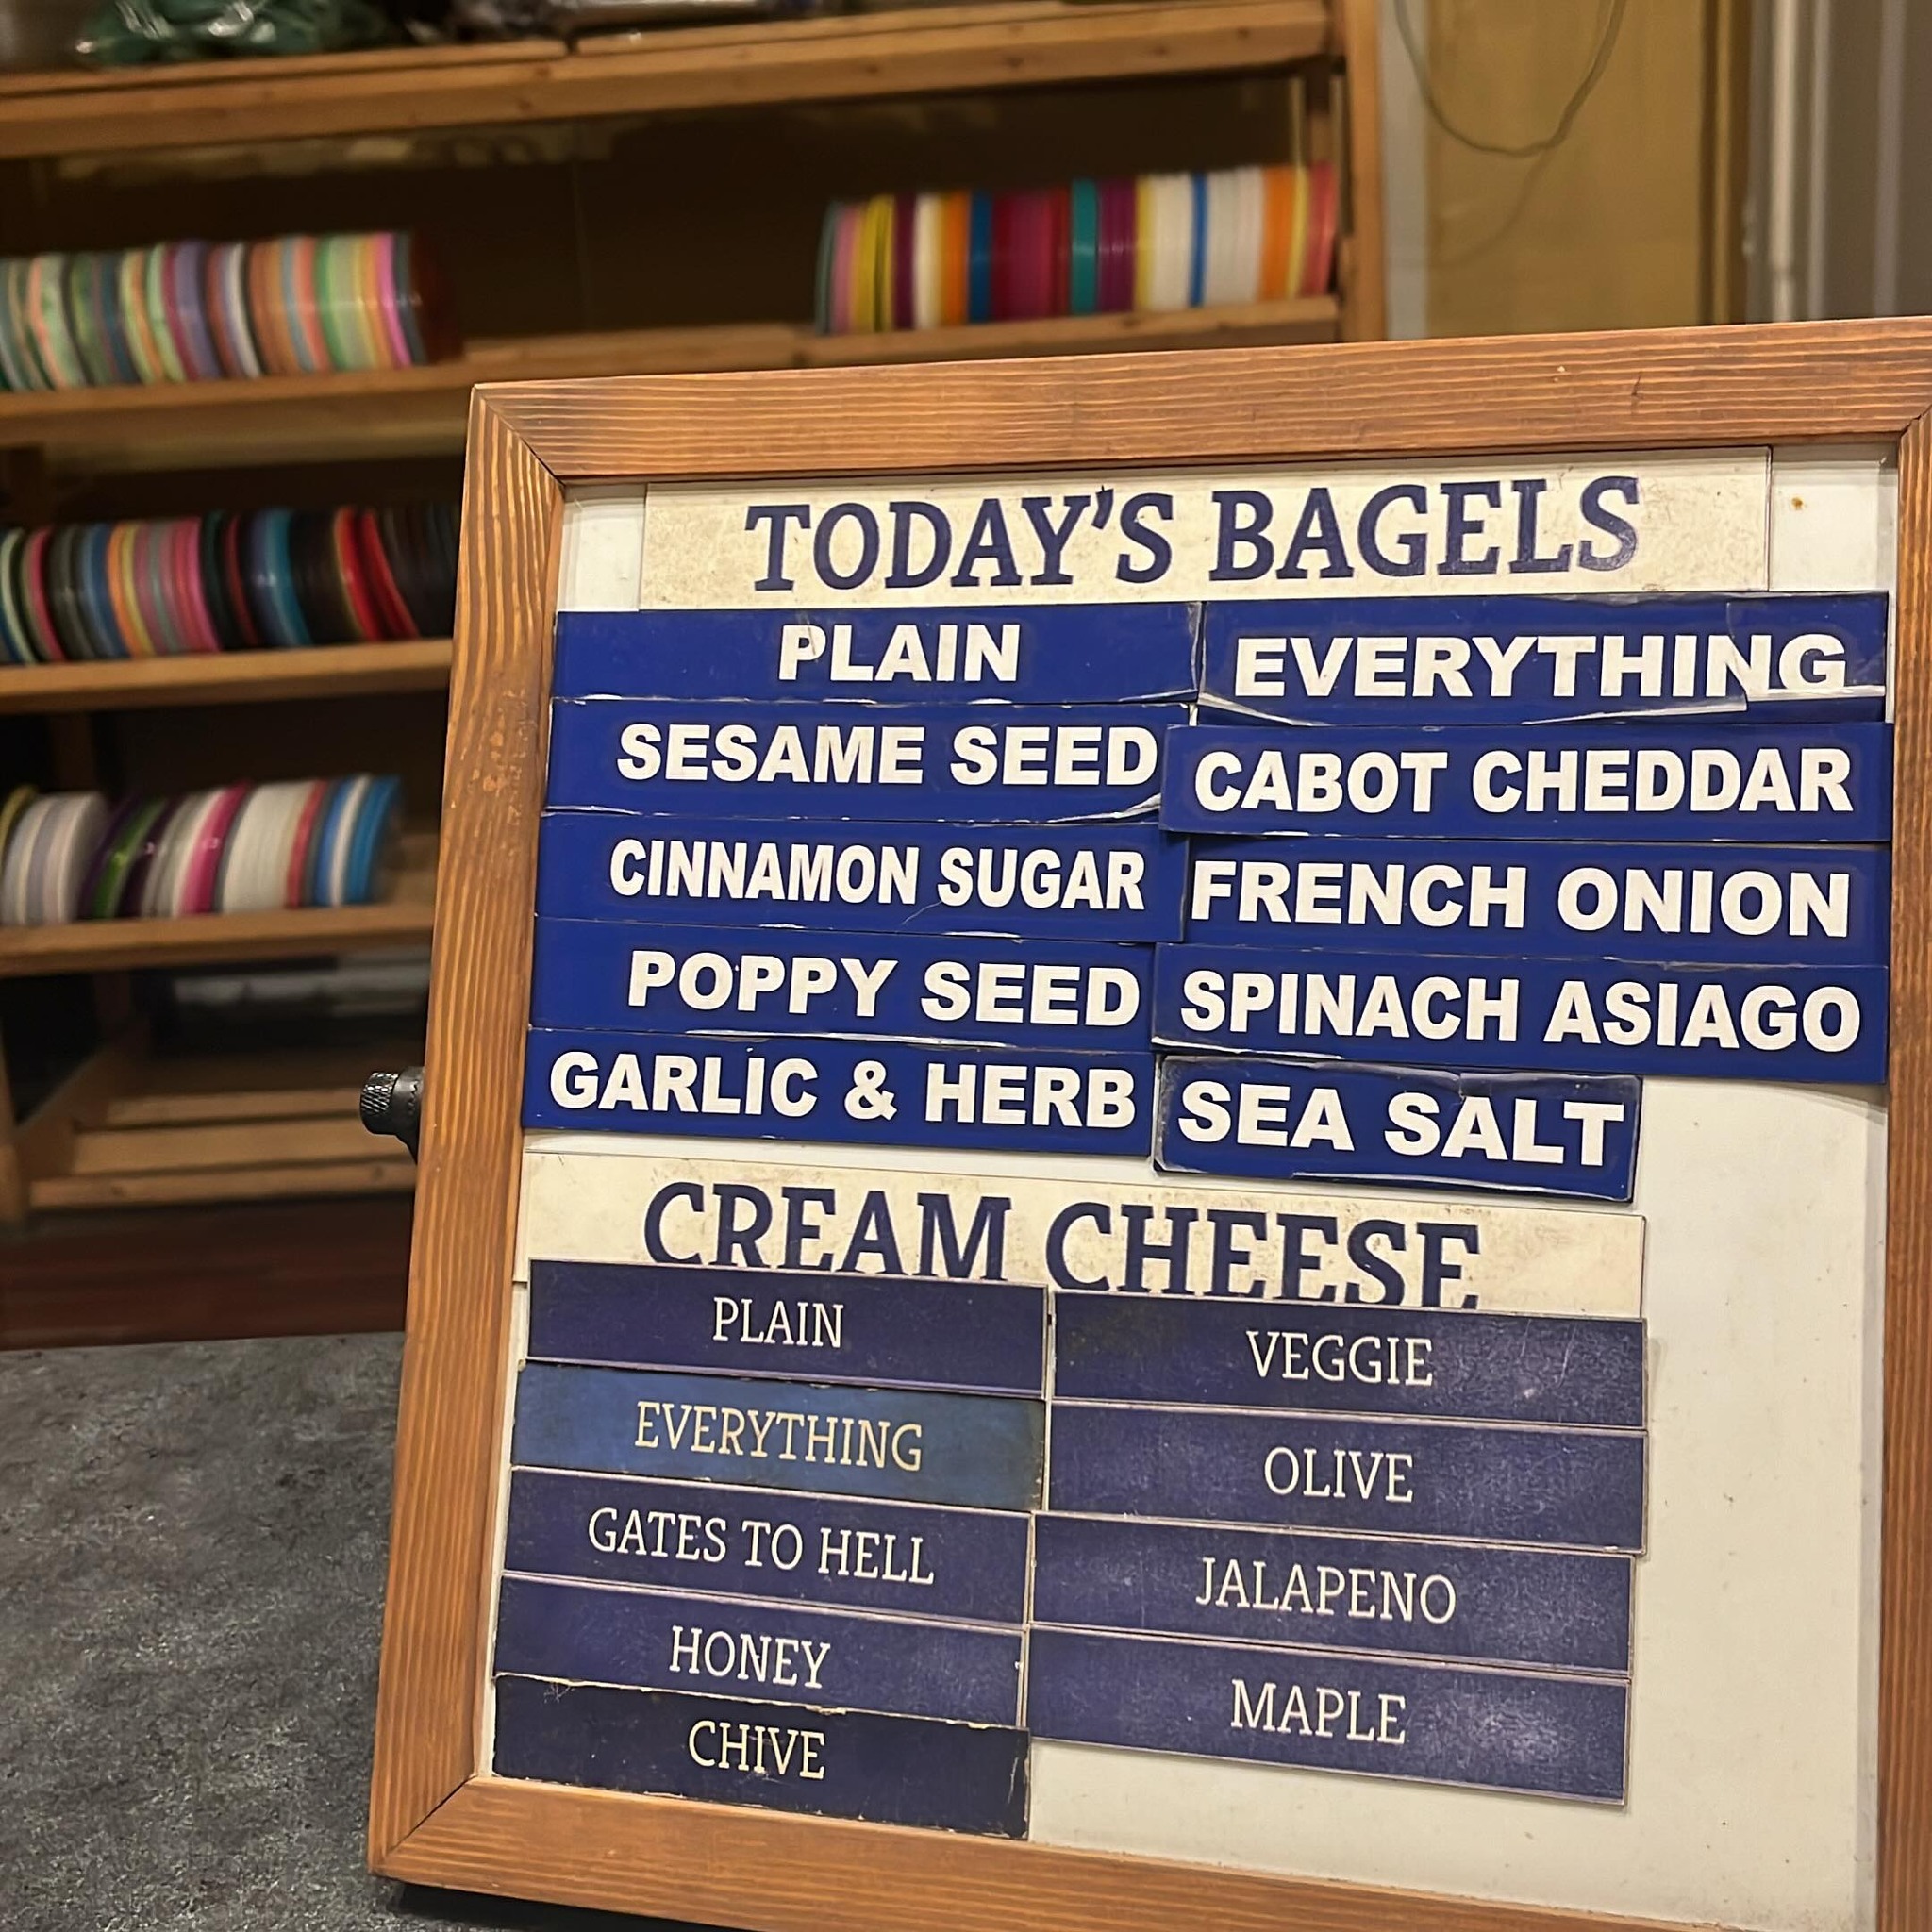 TODAY'S BAGELS
PLAIN
EVERYTHING
SESAME SEED
CABOT CHEDDAR
CINNAMON SUGAR
FRENCH ONION
POPPY SEED
SPINACH ASIAGO
GARLIC & HERB
SEA SALT
CREAM CHEESE
PLAIN
VEGGIE
EVERYTHING
OLIVE
GATES TO HELL
JALAPENO
HONEY
MAPLE
CHIVE